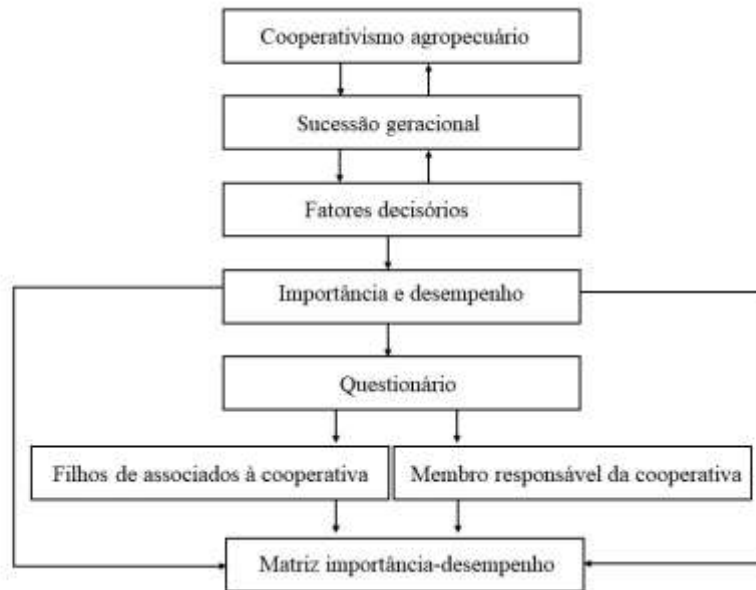 Cooperativismo agropecuário
Sucessão geracional
Fatores decisórios
Importância e desempenho
Questionário
Filhos de associados à cooperativa
Membro responsável da cooperativa
Matriz importância-desempenho